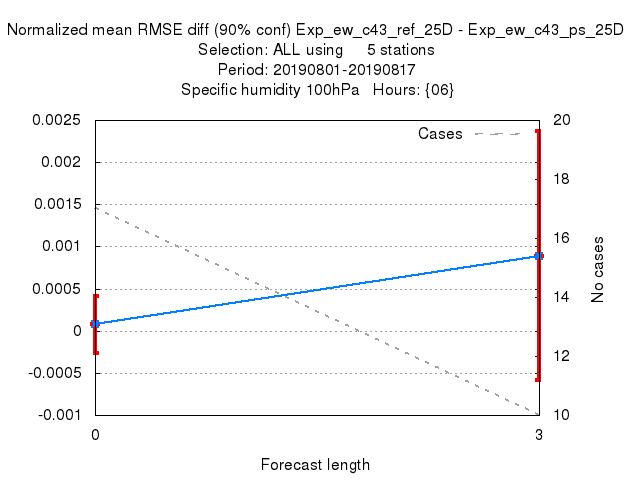 Normalized mean RMSE diff (90% conf) Exp_ew_c43_ref_25D - Exp_ew_c43_ps_25D
Selection: ALL using     5 stations
Period: 20190801-20190817
Specific humidity 100hPa   Hours: {06}
Cases
0.0025
0.002
0.0015
0.001
0.0005
0
-0.0005
-0.001
20
18
16
14
12
10
No cases
0 3
Forecast length